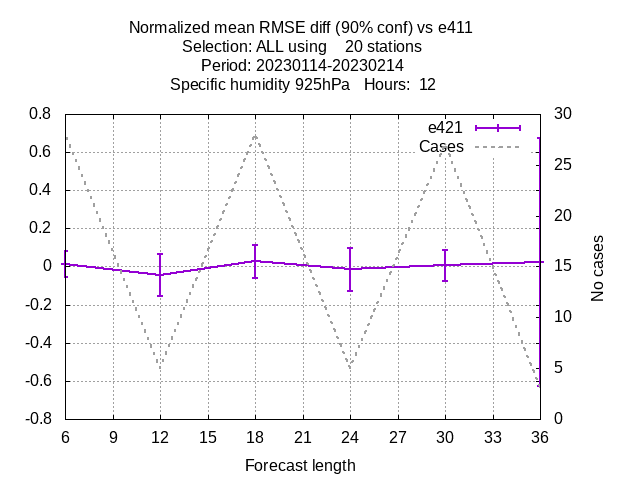 Normalized mean RMSE diff (90% conf) vs e411
Selection: ALL using    20 stations
Period: 20230114-20230214
Specific humidity 925hPa   Hours:  12
0.8
0.6
0.4
0.2
0
-0.2
-0.4
-0.6
-0.8
30
25
20
15
10
5
0
e421
Cases
No cases
6 9 12 15 18 21 24 27 30 33 36
Forecast length